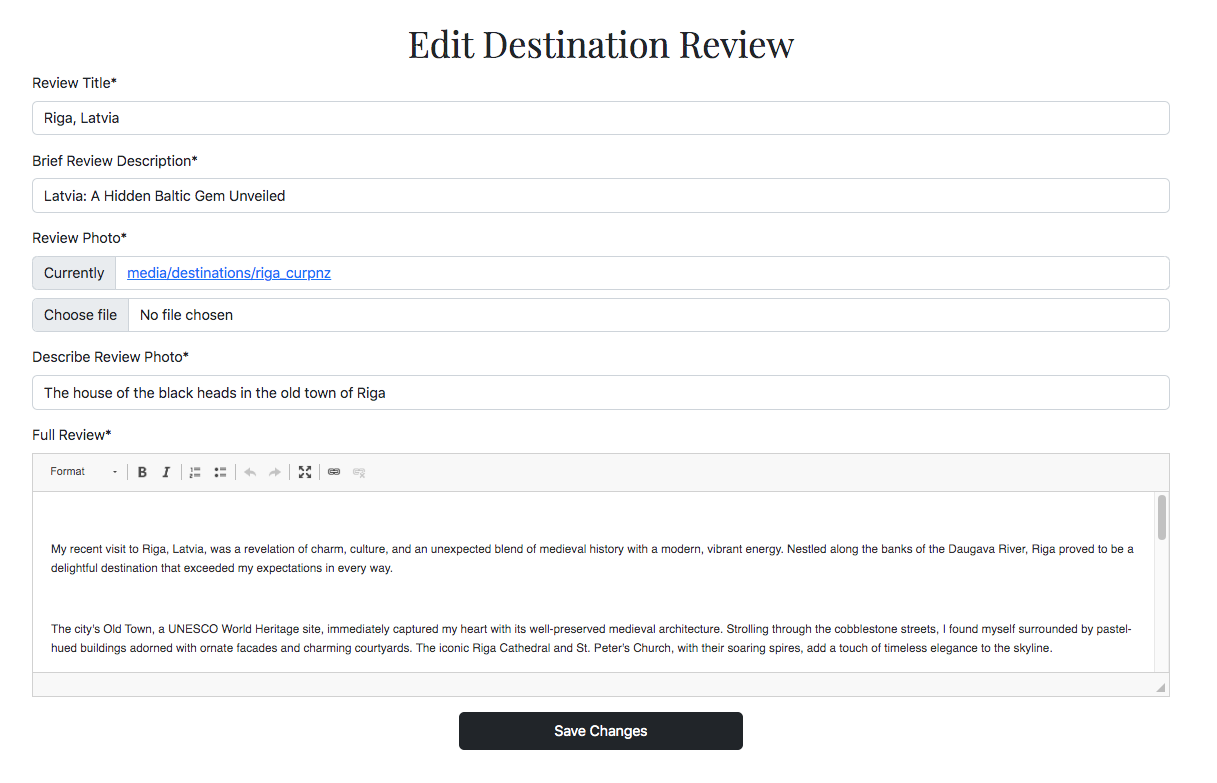 Edit Destination Review
Review Title*
Riga, Latvia
Brief Review Description*
Latvia: A Hidden Baltic Gem Unveiled
Review Photo*
Currently media/destinations/riga_curpnz
Choose file No file chosen
Describe Review Photo*
The house of the black heads in the old town of Riga
Full Review*
Format B I
My recent visit to Riga, Latvia, was a revelation of charm, culture, and an unexpected blend of medieval history with a modern, vibrant energy. Nestled along the banks of the Daugava River, Riga proved to be a
delightful destination that exceeded my expectations in every way.
The city's Old Town, a UNESCO World Heritage site, immediately captured my heart with its well-preserved medieval architecture. Strolling through the cobblestone streets, I found myself surrounded by pastel-
hued buildings adorned with ornate facades and charming courtyards. The iconic Riga Cathedral and St. Peter's Church, with their soaring spires, add a touch of timeless elegance to the skyline.
Save Changes